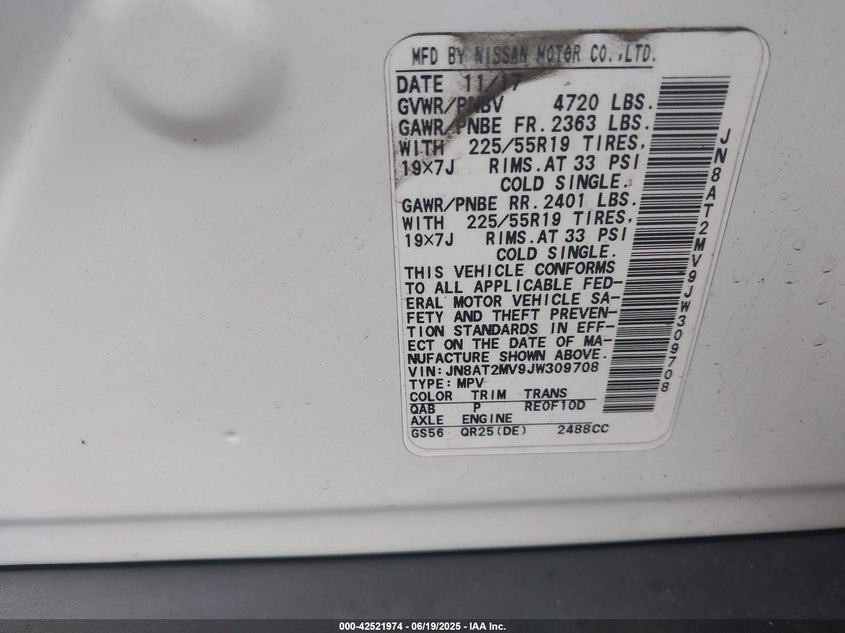 MFD BY NISSAN MOTOR CO.,LTD.
DATE 11/17
GVWR/PNBV 4720 LBS.
GAWR/PNBE FR. 2363 LBS.
WITH 225/55R19 TIRES,
19×7J RIMS.AT 33 PSI
COLD SINGLE.
GAWR/PNBE RR. 2401 LBS.
WITH 225/55R19 TIRES,
19×7J RIMS.AT 33 PSI
COLD SINGLE.
THIS VEHICLE CONFORMS
TO ALL APPLICABLE FED-
ERAL MOTOR VEHICLE SA-
FETY AND THEFT PREVEN-
TION STANDARDS IN EFF-
ECT ON THE DATE OF MA-
NUFACTURE SHOWN ABOVE.
VIN:JN8AT2MV9JW309708
TYPE:MPV
COLOR TRIM TRANS
QAB P RE0F10D
AXLE ENGINE
GS56 QR25(DE) 2488CC
JN8AT2MV9JW309708
000-42521974 - 06/19/2025 - IAA Inc.